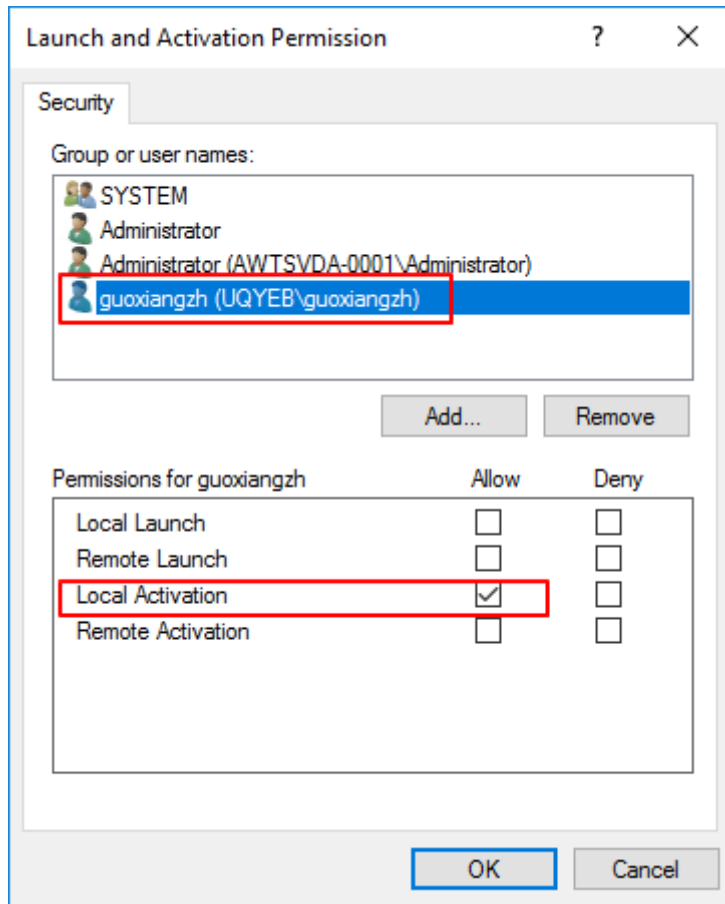 Launch and Activation Permission ? X
Security
Group or user names:
SYSTEM
Administrator
Administrator (AWTSVDA-0001\Administrator)
guoxiangzh (UQYEB\guoxiangzh)
Add... Remove
Permissions for guoxiangzh Allow Deny
Local Launch
Remote Launch
Local Activation
Remote Activation
OK Cancel